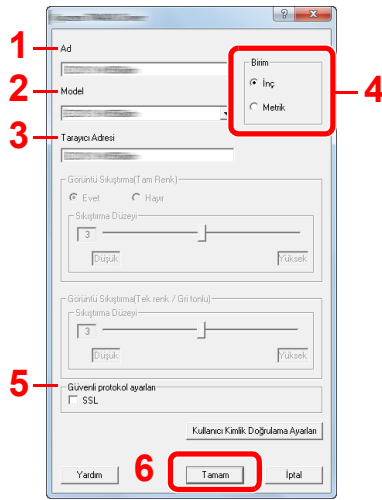 1
Ad
Birim
İnç
4
2
Model
Metrik
3
Tarayıcı Adresi
Görüntü Sıkıştırma(Tam Renk)
Evet
Hayır
Sıkıştırma Düzeyi
3
Düşük
Yüksek
Görüntü Sıkıştırma(Tek renk / Gri tonlu)
Sıkıştırma Düzeyi
3
Düşük
Yüksek
5
Güvenli protokol ayarları
SSL
Kullanıcı Kimlik Doğrulama Ayarları
Yardım
6
Tamam
İptal